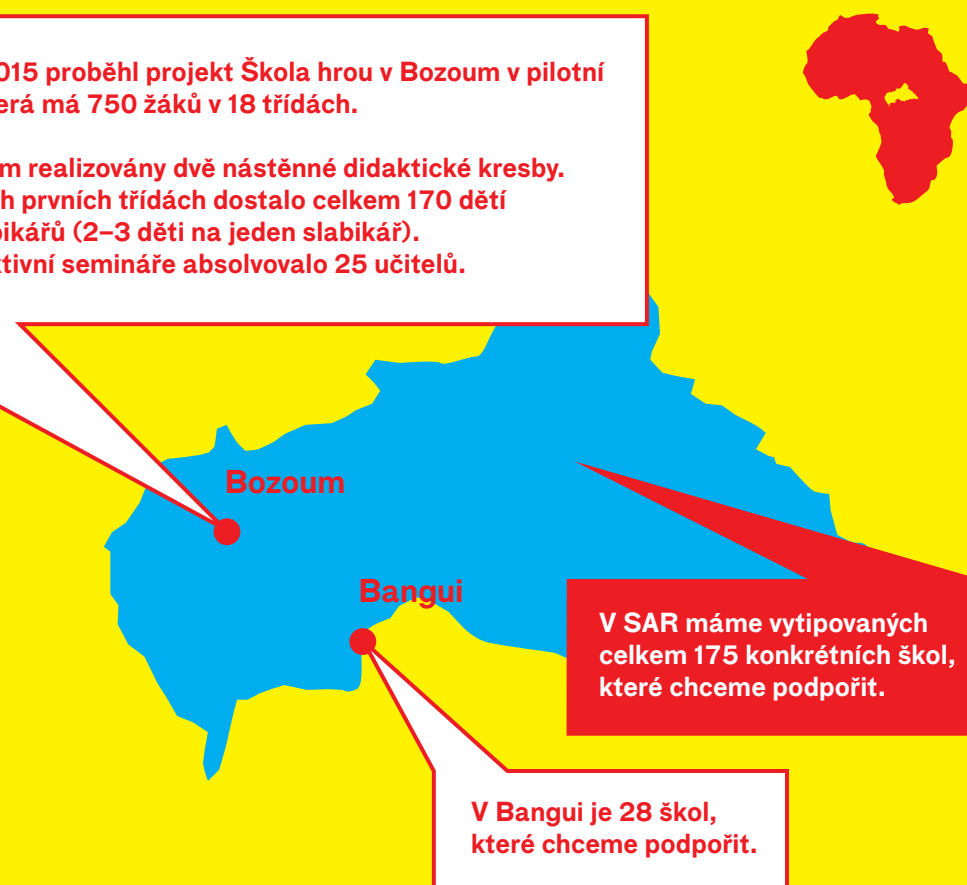 015 proběhl projekt Škola hrou v Bozoum v pilotní
erá má 750 žáků v 18 třídách.
m realizovány dvě nástěnné didaktické kresby.
h prvních třídách dostalo celkem 170 dětí
bikářů (2–3 děti na jeden slabikář).
ktivní semináře absolvovalo 25 učitelů.
Bozoum
Bangui
V SAR máme vytipovaných
celkem 175 konkrétních škol,
které chceme podpořit.
V Bangui je 28 škol,
které chceme podpořit.